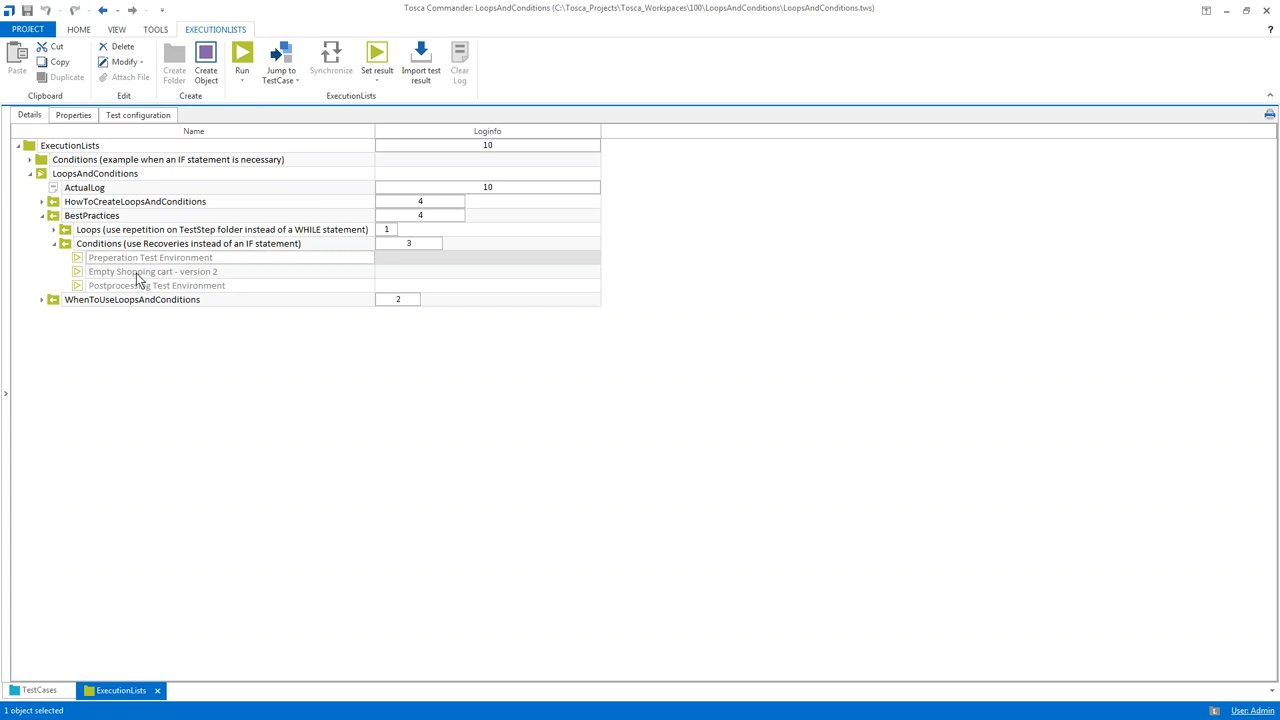 Tosca Commander: LoopsAndConditions (C:\Tosca_Projects\Tosca_Workspaces\100\LoopsAndConditions\LoopsAndConditions.tws)
PROJECT HOME VIEW TOOLS EXECUTIONLISTS ?
Paste
Cut
Copy
Duplicate
Clipboard
Delete
Modify
Attach File
Edit
Create Folder
Create Object
Create
Run
Jump to TestCase
Synchronize
Set result
Import test result
Clear Log
ExecutionLists
Details Properties Test configuration
Name Loginfo
ExecutionLists 10
Conditions (example when an IF statement is necessary)
LoopsAndConditions
ActualLog 10
HowToCreateLoopsAndConditions 4
BestPractices 4
Loops (use repetition on TestStep folder instead of a WHILE statement) 1
Conditions (use Recoveries instead of an IF statement) 3
Preperation Test Environment
Empty Shopping cart - version 2
Postprocessing Test Environment
WhenToUseLoopsAndConditions 2
TestCases ExecutionLists
1 object selected User: Admin